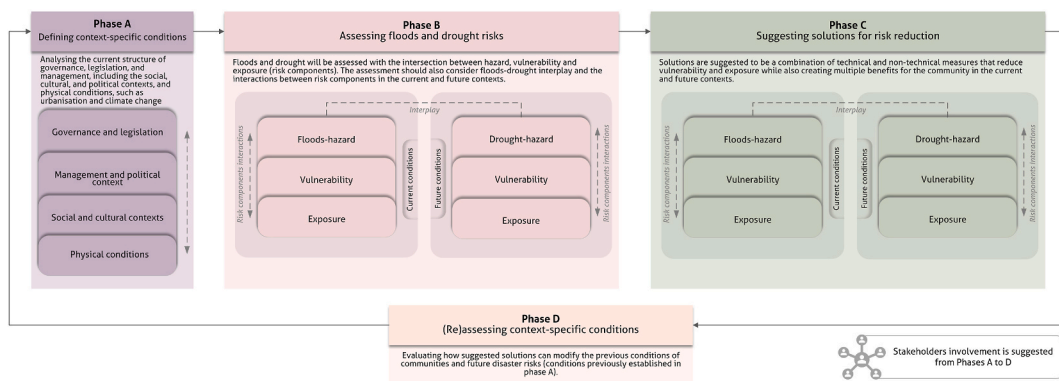 Phase A
Defining context-specific conditions
Analysing the current structure of
governance, legislation, and
management, including the social,
cultural, and political contexts, and
physical conditions, such as
urbanisation and climate change
Governance and legislation
Management and political
context
Social and cultural contexts
Physical conditions
Phase B
Assessing floods and drought risks
Floods and drought will be assessed with the intersection between hazard, vulnerability and
exposure (risk components). The assessment should also consider floods-drought interplay and the
interactions between risk components in the current and future contexts.
Interplay
Risk components interactions
Floods-hazard
Vulnerability
Exposure
Current conditions
Future conditions
Drought-hazard
Vulnerability
Exposure
Risk components interactions
Phase C
Suggesting solutions for risk reduction
Solutions are suggested to be a combination of technical and non-technical measures that reduce
vulnerability and exposure while also creating multiple benefits for the community in the current
and future contexts.
Interplay
Risk components interactions
Floods-hazard
Vulnerability
Exposure
Current conditions
Future conditions
Drought-hazard
Vulnerability
Exposure
Risk components interactions
Phase D
(Re)assessing context-specific conditions
Evaluating how suggested solutions can modify the previous conditions of
communities and future disaster risks (conditions previously established in
phase A).
Stakeholders involvement is suggested
from Phases A to D